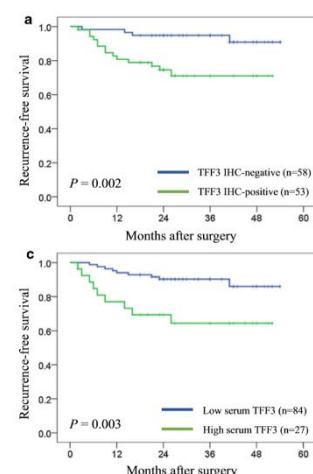 a
Recurrence-free survival
1.0
0.8
0.6
0.4
0.2
0.0
TFF3 IHC-negative (n=58)
TFF3 IHC-positive (n=53)
P = 0.002
0 12 24 36 48 60
Months after surgery
c
Recurrence-free survival
1.0
0.8
0.6
0.4
0.2
0.0
Low serum TFF3 (n=84)
High serum TFF3 (n=27)
P = 0.003
0 12 24 36 48 60
Months after surgery